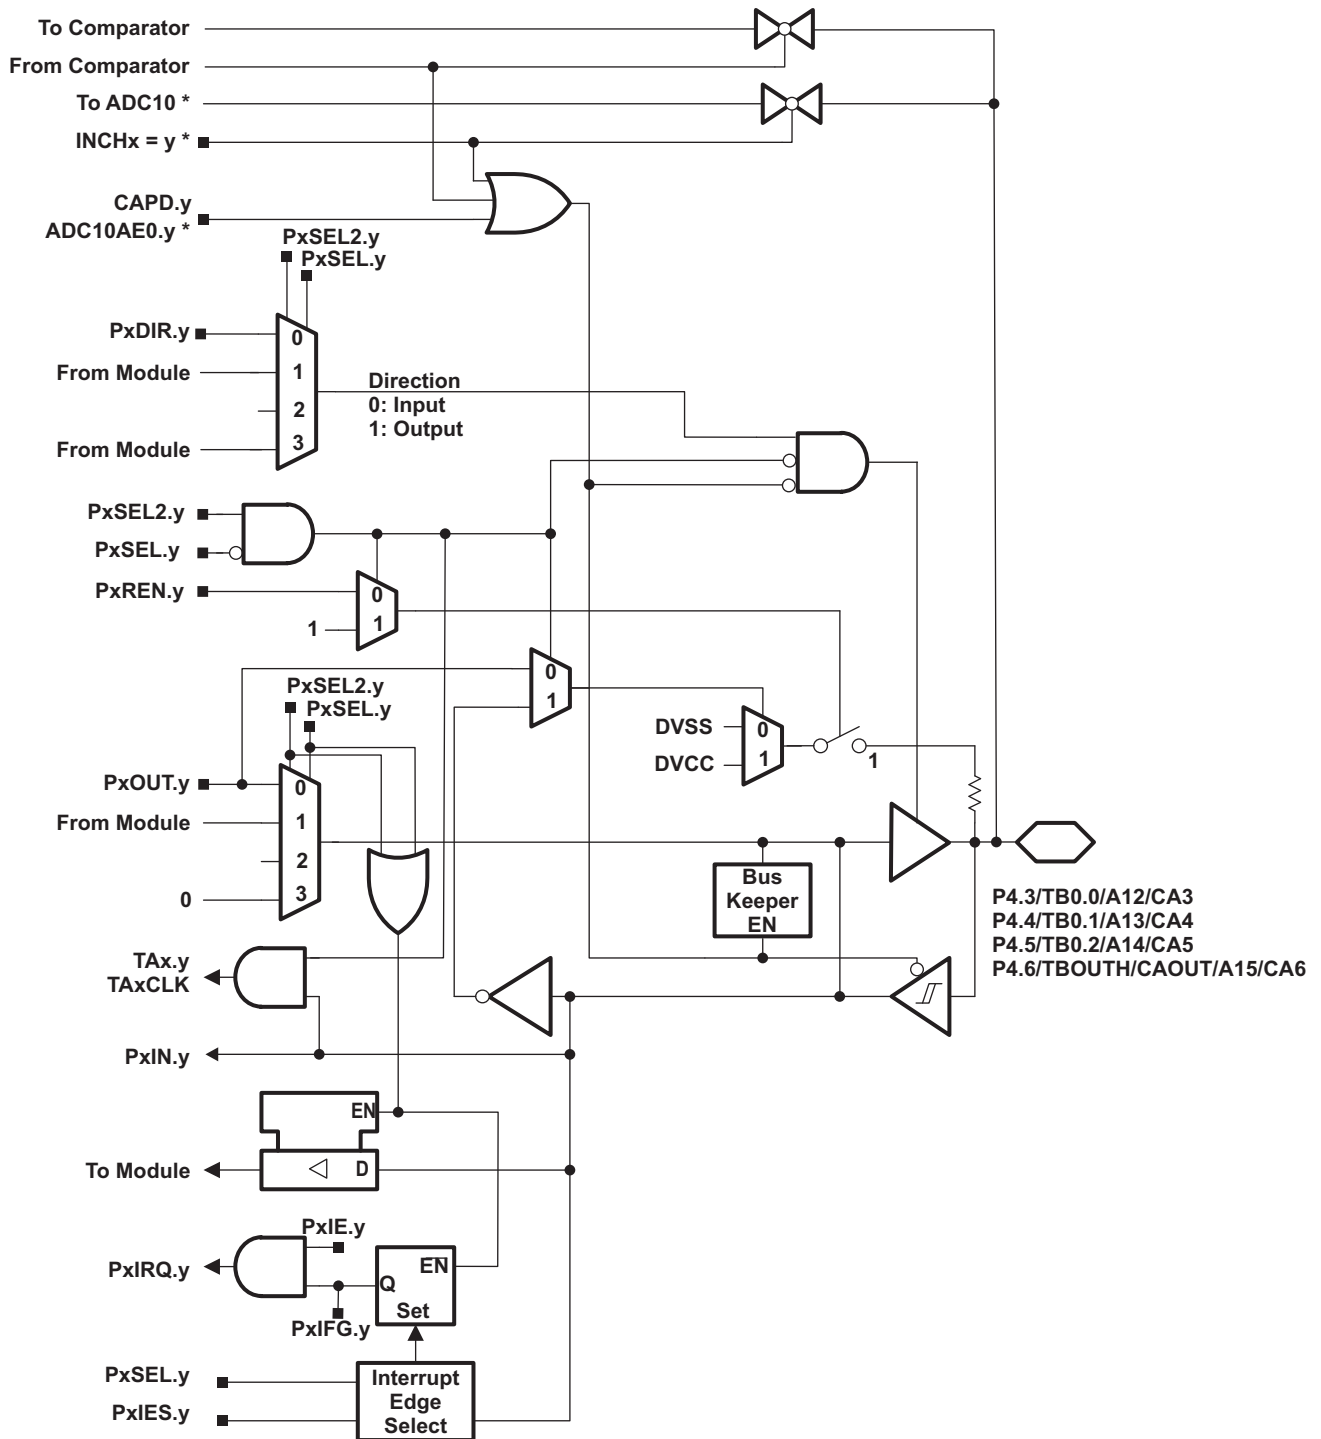 To Comparator
From Comparator
To ADC10 *
INCHx = y *
CAPD.y
ADC10AE0.y *
PxSEL2.y
PxSEL.y
PxDIR.y
0
From Module
1
2
From Module
3
Direction
0: Input
1: Output
PxSEL2.y
PxSEL.y
PxREN.y
0
1
1
0
1
PxSEL2.y
PxSEL.y
DVSS
0
DVCC
1
1
PxOUT.y
0
From Module
1
2
0
3
Bus
Keeper
EN
P4.3/TB0.0/A12/CA3
P4.4/TB0.1/A13/CA4
P4.5/TB0.2/A14/CA5
P4.6/TBOUTH/CAOUT/A15/CA6
TAx.y
TAxCLK
PxIN.y
EN
To Module
D
PxIE.y
PxIRQ.y
EN
Q
Set
PxIFG.y
PxSEL.y
PxIES.y
Interrupt
Edge
Select